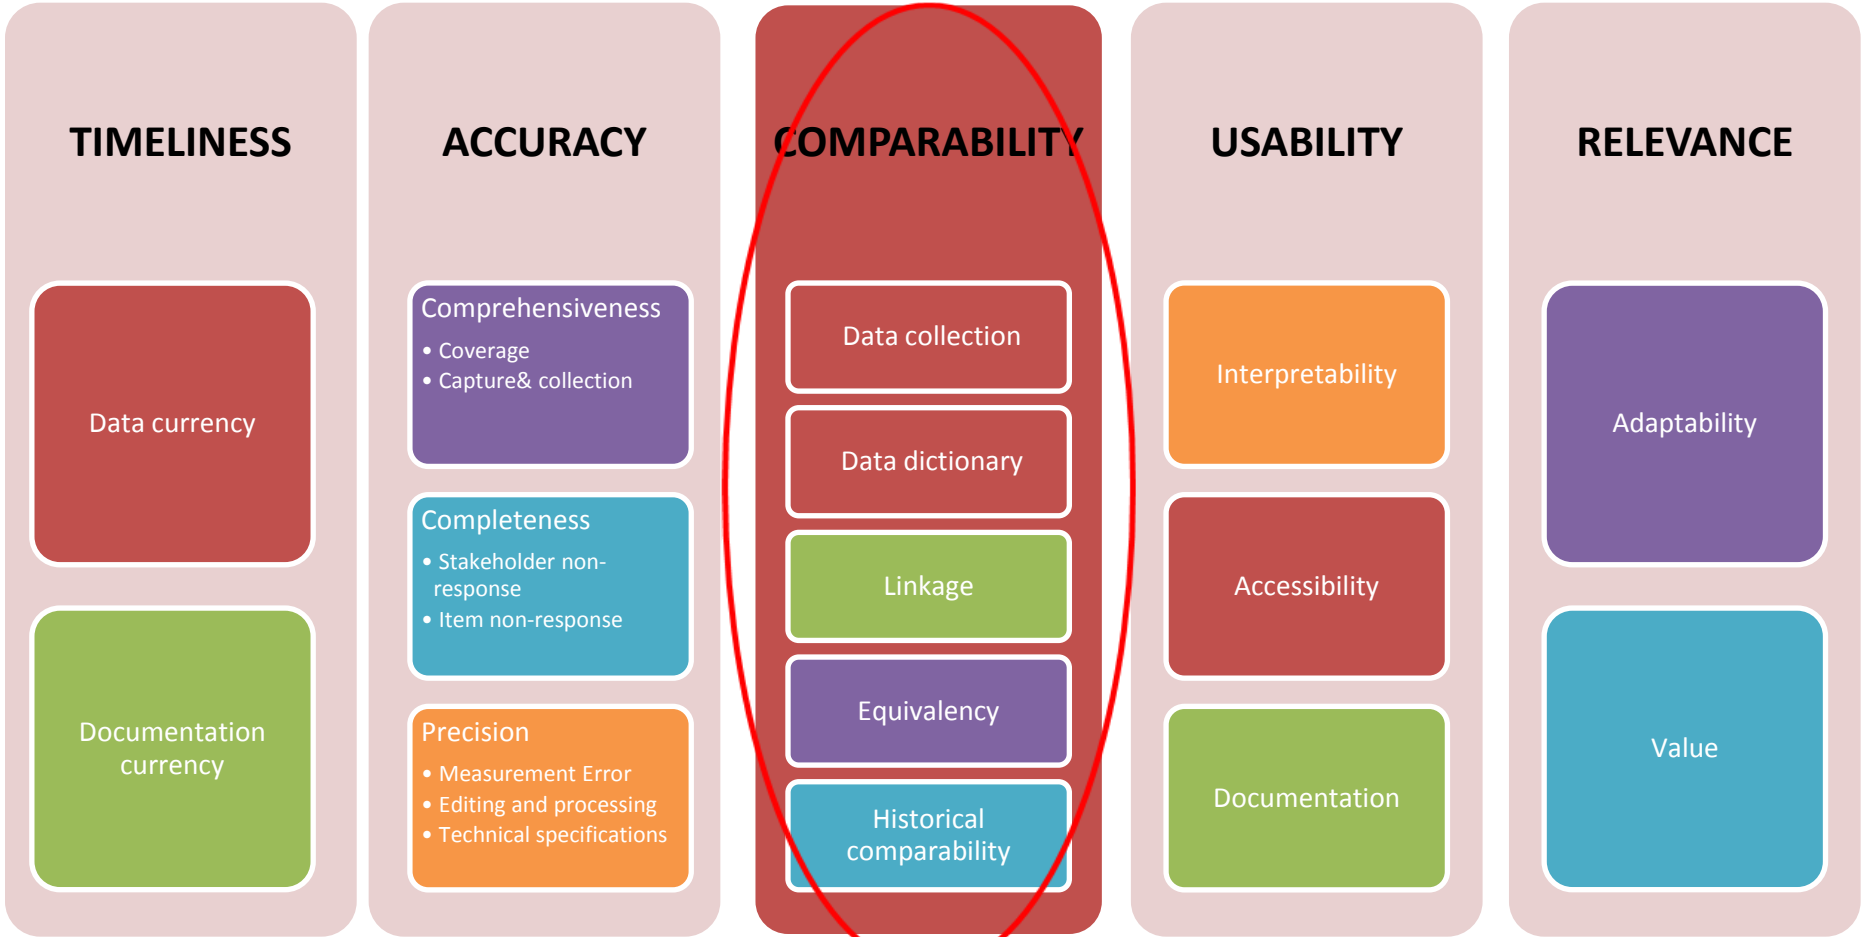 TIMELINESS
Data currency
Documentation
currency
ACCURACY
Comprehensiveness
• Coverage
• Capture& collection
Completeness
• Stakeholder non-
response
• Item non-response
Precision
• Measurement Error
• Editing and processing
• Technical specifications
COMPARABILITY
Data collection
Data dictionary
Linkage
Equivalency
Historical
comparability
USABILITY
Interpretability
Accessibility
Documentation
RELEVANCE
Adaptability
Value